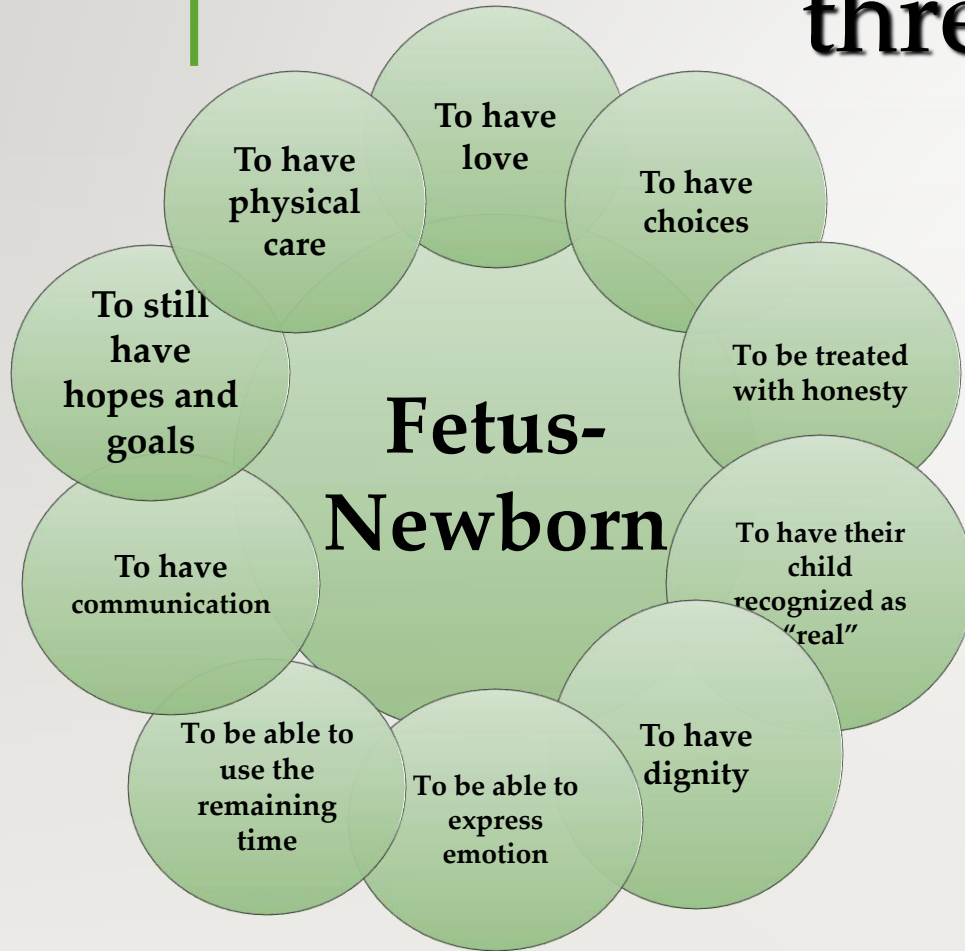 To have
love
To have
choices
To be treated
with honesty
To have their
child
recognized as
“real”
To have
dignity
To be able to
express
emotion
To be able to
use the
remaining
time
To have
communication
To still
have
hopes and
goals
To have
physical
care
Fetus-
Newborn